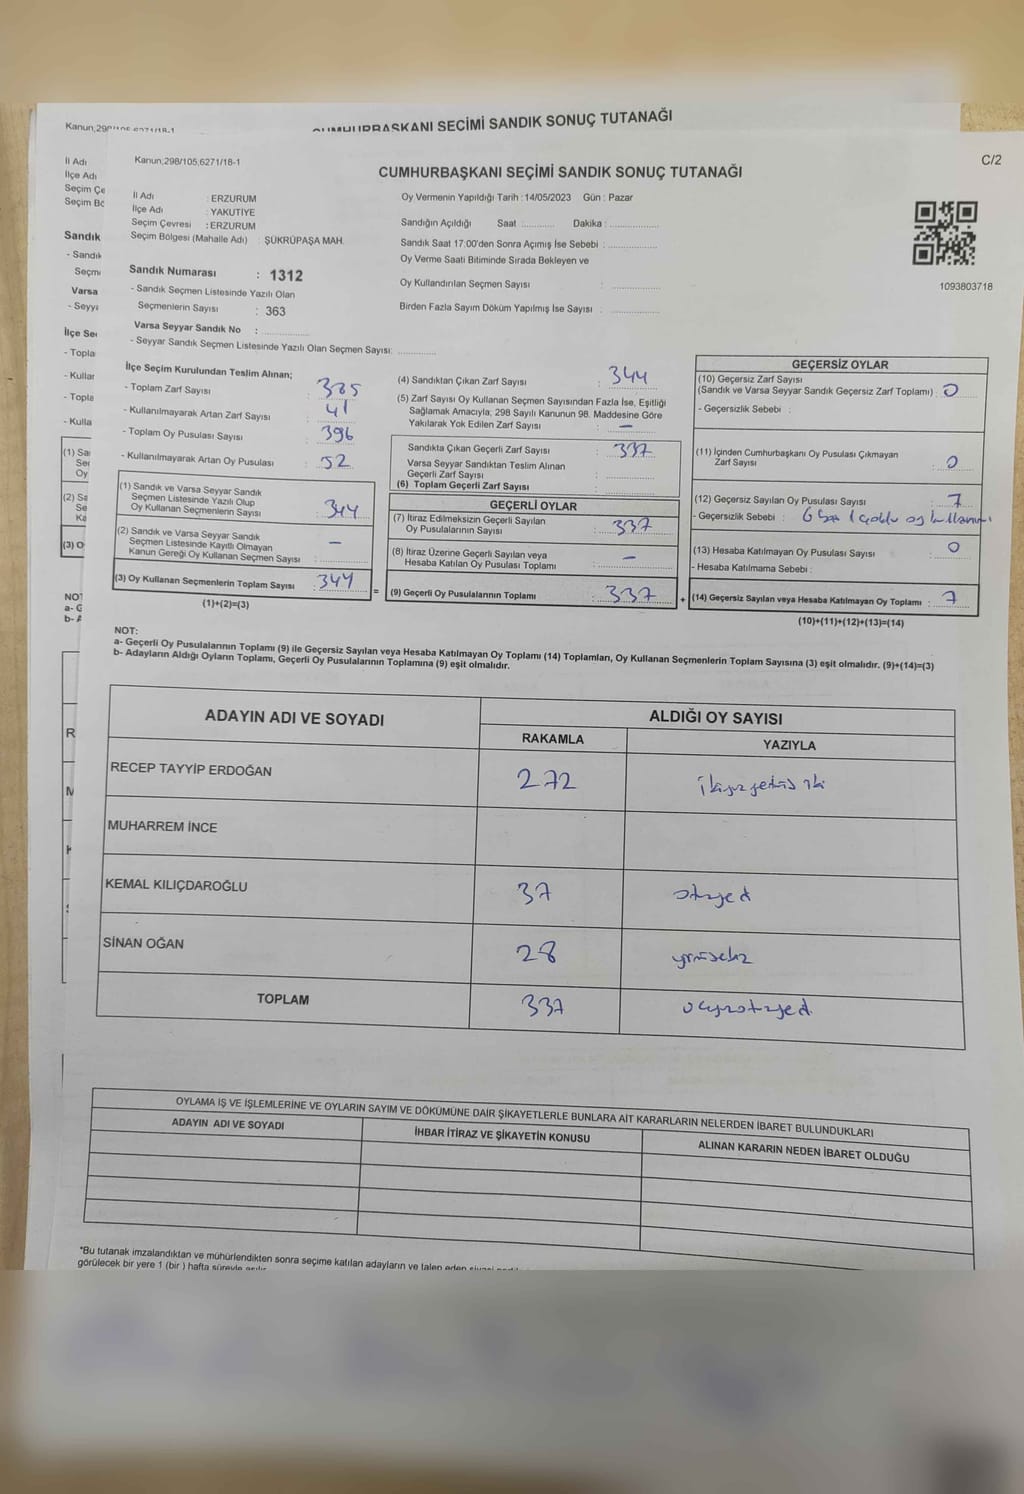 CUMHURBAŞKANI SECİMİ SANDIK SONUÇ TUTANAĞI
Kanun;298/105;6271/18-1
C/2
CUMHURBAŞKANI SEÇİMİ SANDIK SONUÇ TUTANAĞI
İl Adı : ERZURUM
İlçe Adı : YAKUTİYE
Seçim Çevresi : ERZURUM
Seçim Bölgesi (Mahalle Adı) : ŞÜKRÜPAŞA MAH.
Sandık Numarası : 1312
- Sandık Seçmen Listesinde Yazılı Olan
Seçmenlerin Sayısı : 363
Varsa Seyyar Sandık No :
- Seyyar Sandık Seçmen Listesinde Yazılı Olan Seçmen Sayısı:
Oy Vermenin Yapıldığı Tarih : 14/05/2023 Gün : Pazar
Sandığın Açıldığı Saat : Dakika :
Sandık Saat 17:00'den Sonra Açımış İse Sebebi :
Oy Verme Saati Bitiminde Sırada Bekleyen ve
Oy Kullandırılan Seçmen Sayısı :
Birden Fazla Sayım Döküm Yapılmış İse Sayısı :
1093803718
İlçe Seçim Kurulundan Teslim Alınan;
- Toplam Zarf Sayısı : 385
- Kullanılmayarak Artan Zarf Sayısı : 41
- Toplam Oy Pusulası Sayısı : 396
- Kullanılmayarak Artan Oy Pusulası : 52
(1) Sandık ve Varsa Seyyar Sandık
Seçmen Listesinde Yazılı Olup
Oy Kullanan Seçmenlerin Sayısı : 344
(2) Sandık ve Varsa Seyyar Sandık
Seçmen Listesinde Kayıtlı Olmayan
Kanun Gereği Oy Kullanan Seçmen Sayısı : –
(3) Oy Kullanan Seçmenlerin Toplam Sayısı : 344
(1)+(2)=(3)
(4) Sandıktan Çıkan Zarf Sayısı : 344
(5) Zarf Sayısı Oy Kullanan Seçmen Sayısından Fazla İse, Eşitliği
Sağlamak Amacıyla, 298 Sayılı Kanunun 98. Maddesine Göre
Yakılarak Yok Edilen Zarf Sayısı : –
Sandıkta Çıkan Geçerli Zarf Sayısı : 337
Varsa Seyyar Sandıktan Teslim Alınan
Geçerli Zarf Sayısı :
(6) Toplam Geçerli Zarf Sayısı :
GEÇERLİ OYLAR
(7) İtiraz Edilmeksizin Geçerli Sayılan
Oy Pusulalarının Sayısı : 337
(8) İtiraz Üzerine Geçerli Sayılan veya
Hesaba Katılan Oy Pusulası Toplamı : –
= (9) Geçerli Oy Pusulalarının Toplamı : 337 +
GEÇERSİZ OYLAR
(10) Geçersiz Zarf Sayısı
(Sandık ve Varsa Seyyar Sandık Geçersiz Zarf Toplamı) : 0
- Geçersizlik Sebebi :
(11) İçinden Cumhurbaşkanı Oy Pusulası Çıkmayan
Zarf Sayısı : 0
(12) Geçersiz Sayılan Oy Pusulası Sayısı : 7
- Geçersizlik Sebebi : 6 boş 1 çoklu oy kullanımı
(13) Hesaba Katılmayan Oy Pusulası Sayısı : 0
- Hesaba Katılmama Sebebi :
(14) Geçersiz Sayılan veya Hesaba Katılmayan Oy Toplamı : 7
(10)+(11)+(12)+(13)=(14)
NOT:
a- Geçerli Oy Pusulalarının Toplamı (9) ile Geçersiz Sayılan veya Hesaba Katılmayan Oy Toplamı (14) Toplamları, Oy Kullanan Seçmenlerin Toplam Sayısına (3) eşit olmalıdır. (9)+(14)=(3)
b- Adayların Aldığı Oyların Toplamı, Geçerli Oy Pusulalarının Toplamına (9) eşit olmalıdır.
ADAYIN ADI VE SOYADI ALDIĞI OY SAYISI
RAKAMLA YAZIYLA
RECEP TAYYİP ERDOĞAN 272 ikiyüzyetmiş iki
MUHARREM İNCE
KEMAL KILIÇDAROĞLU 37 otuzyedi
SİNAN OĞAN 28 yirmisekiz
TOPLAM 337 üçyüzotuzyedi
OYLAMA İŞ VE İŞLEMLERİNE VE OYLARIN SAYIM VE DÖKÜMÜNE DAİR ŞİKAYETLERLE BUNLARA AİT KARARLARIN NELERDEN İBARET BULUNDUKLARI
ADAYIN ADI VE SOYADI İHBAR İTİRAZ VE ŞİKAYETİN KONUSU ALINAN KARARIN NEDEN İBARET OLDUĞU
*Bu tutanak imzalandıktan ve mühürlendikten sonra seçime katılan adayların ve talep eden
görülecek bir yere 1 (bir ) hafta süreyle asılır.